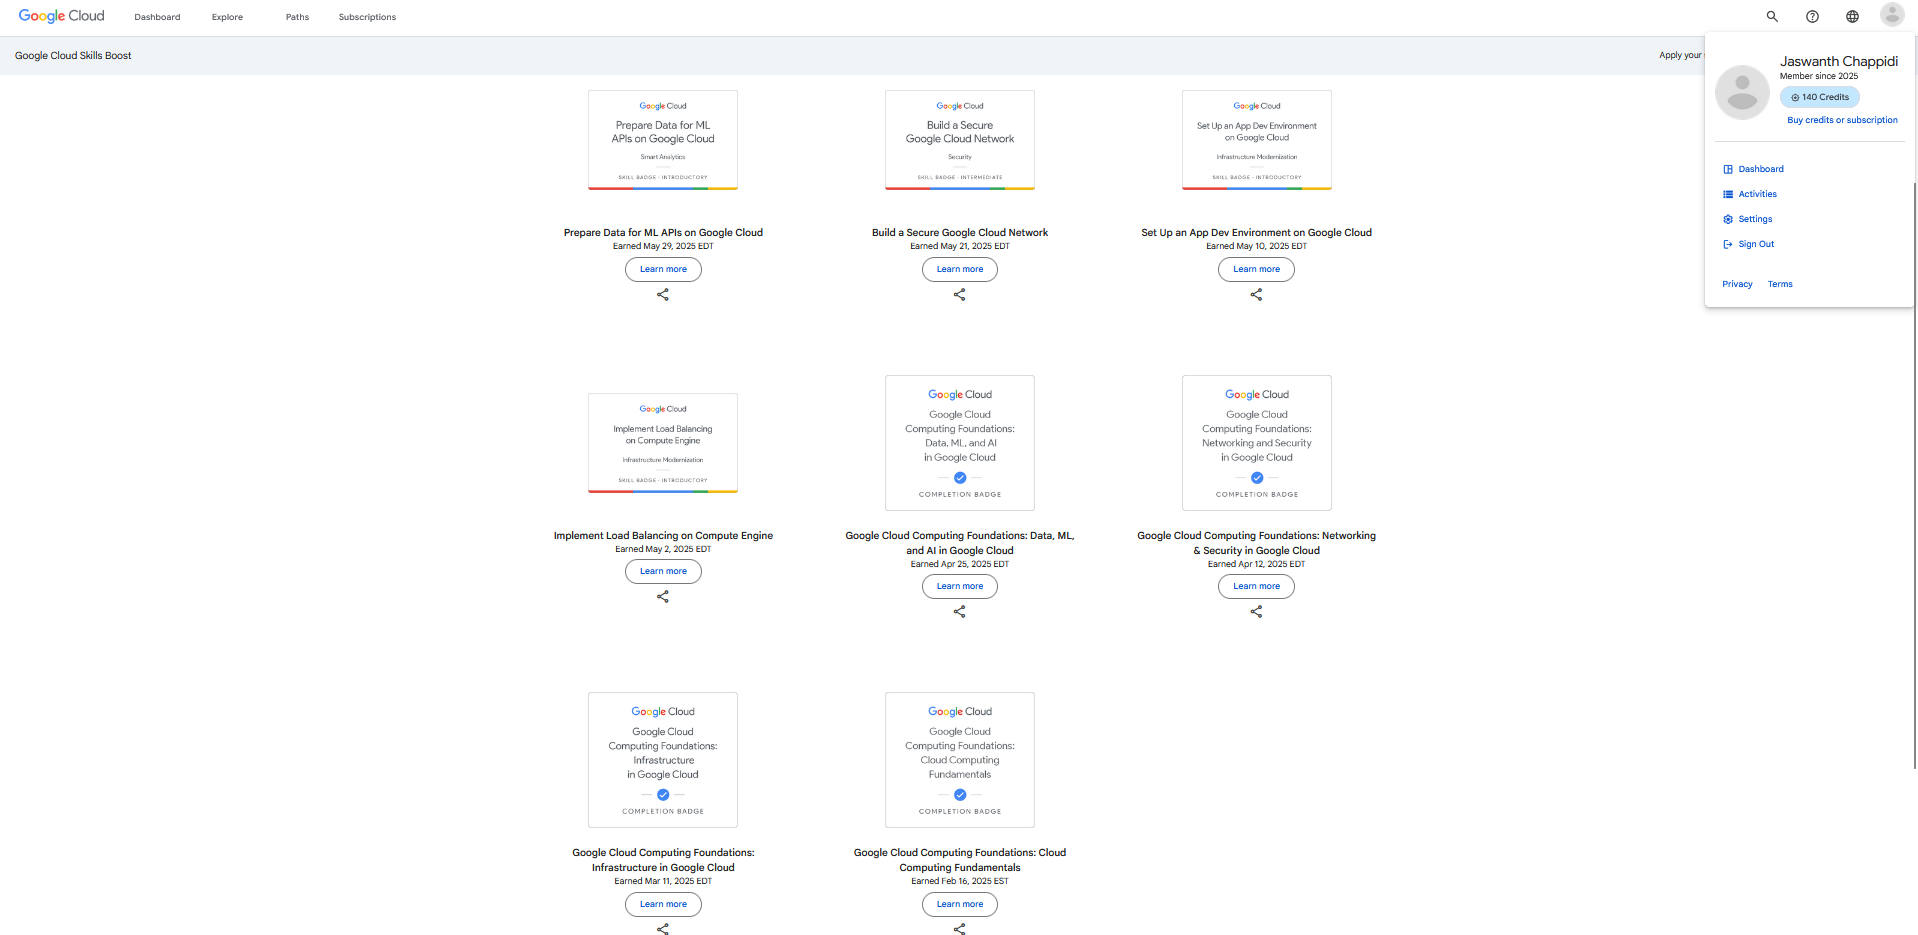 Google Cloud
Dashboard
Explore
Paths
Subscriptions
Google Cloud Skills Boost
Apply your
Jaswanth Chappidi
Member since 2025
140 Credits
Buy credits or subscription
Dashboard
Activities
Settings
Sign Out
Privacy
Terms
Google Cloud
Prepare Data for ML
APIs on Google Cloud
Smart Analytics
SKILL BADGE · INTRODUCTORY
Prepare Data for ML APIs on Google Cloud
Earned May 29, 2025 EDT
Learn more
Google Cloud
Build a Secure
Google Cloud Network
Security
SKILL BADGE · INTERMEDIATE
Build a Secure Google Cloud Network
Earned May 21, 2025 EDT
Learn more
Google Cloud
Set Up an App Dev Environment
on Google Cloud
Infrastructure Modernization
SKILL BADGE · INTRODUCTORY
Set Up an App Dev Environment on Google Cloud
Earned May 10, 2025 EDT
Learn more
Google Cloud
Implement Load Balancing
on Compute Engine
Infrastructure Modernization
SKILL BADGE · INTRODUCTORY
Implement Load Balancing on Compute Engine
Earned May 2, 2025 EDT
Learn more
Google Cloud
Google Cloud
Computing Foundations:
Data, ML, and AI
in Google Cloud
COMPLETION BADGE
Google Cloud Computing Foundations: Data, ML,
and AI in Google Cloud
Earned Apr 25, 2025 EDT
Learn more
Google Cloud
Google Cloud
Computing Foundations:
Networking and Security
in Google Cloud
COMPLETION BADGE
Google Cloud Computing Foundations: Networking
& Security in Google Cloud
Earned Apr 12, 2025 EDT
Learn more
Google Cloud
Google Cloud
Computing Foundations:
Infrastructure
in Google Cloud
COMPLETION BADGE
Google Cloud Computing Foundations:
Infrastructure in Google Cloud
Earned Mar 11, 2025 EDT
Learn more
Google Cloud
Google Cloud
Computing Foundations:
Cloud Computing
Fundamentals
COMPLETION BADGE
Google Cloud Computing Foundations: Cloud
Computing Fundamentals
Earned Feb 16, 2025 EST
Learn more